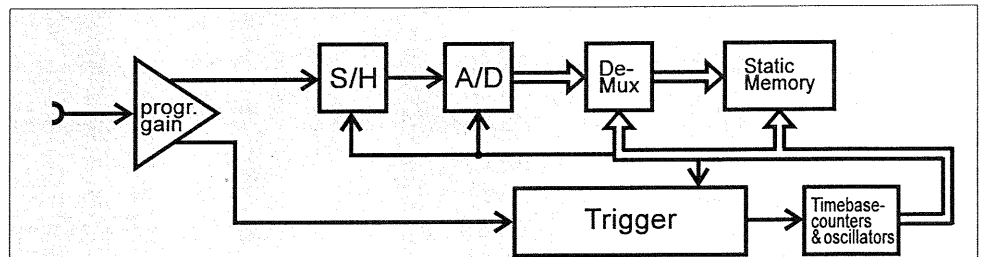 progr.
gain
S/H
A/D
De-
Mux
Static
Memory
Trigger
Timebase-
counters
& oscillators